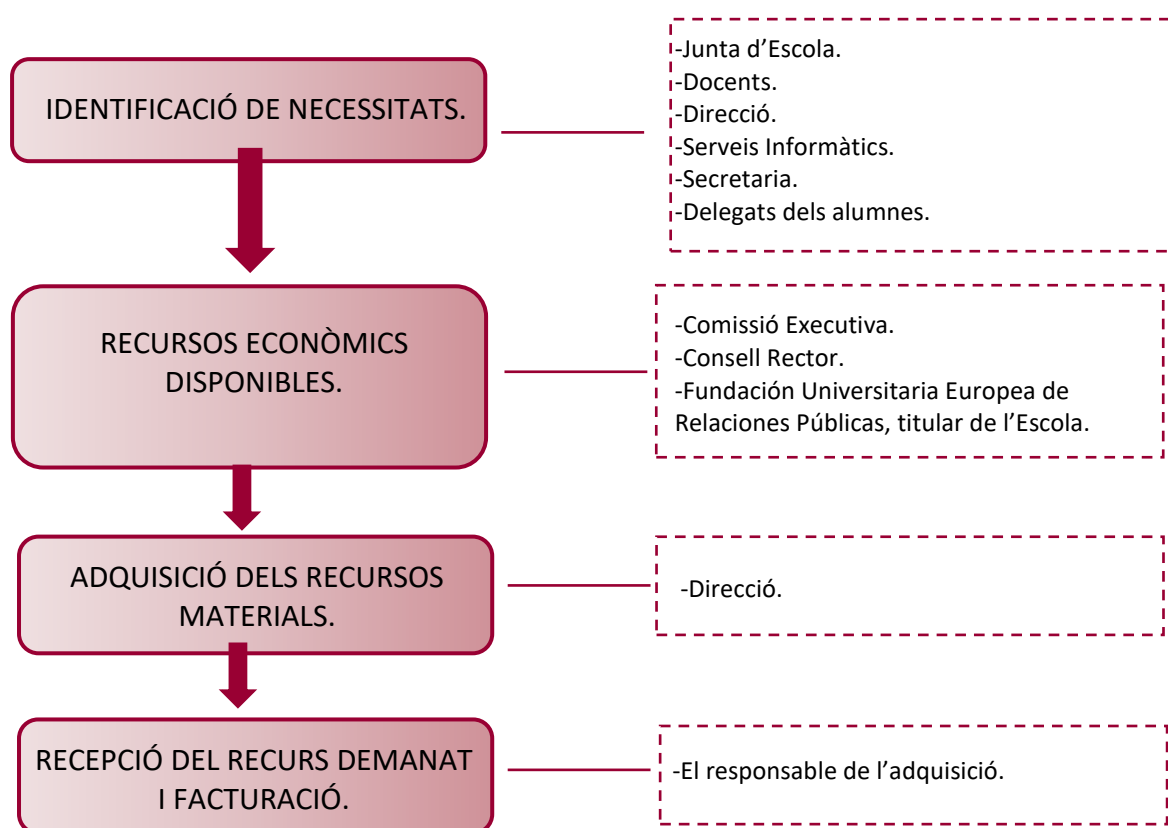 IDENTIFICACIÓ DE NECESSITATS.
-Junta d’Escola.
-Docents.
-Direcció.
-Serveis Informàtics.
-Secretaria.
-Delegats dels alumnes.
RECURSOS ECONÒMICS
DISPONIBLES.
-Comissió Executiva.
-Consell Rector.
-Fundación Universitaria Europea de
Relaciones Públicas, titular de l’Escola.
ADQUISICIÓ DELS RECURSOS
MATERIALS.
-Direcció.
RECEPCIÓ DEL RECURS DEMANAT
I FACTURACIÓ.
-El responsable de l’adquisició.